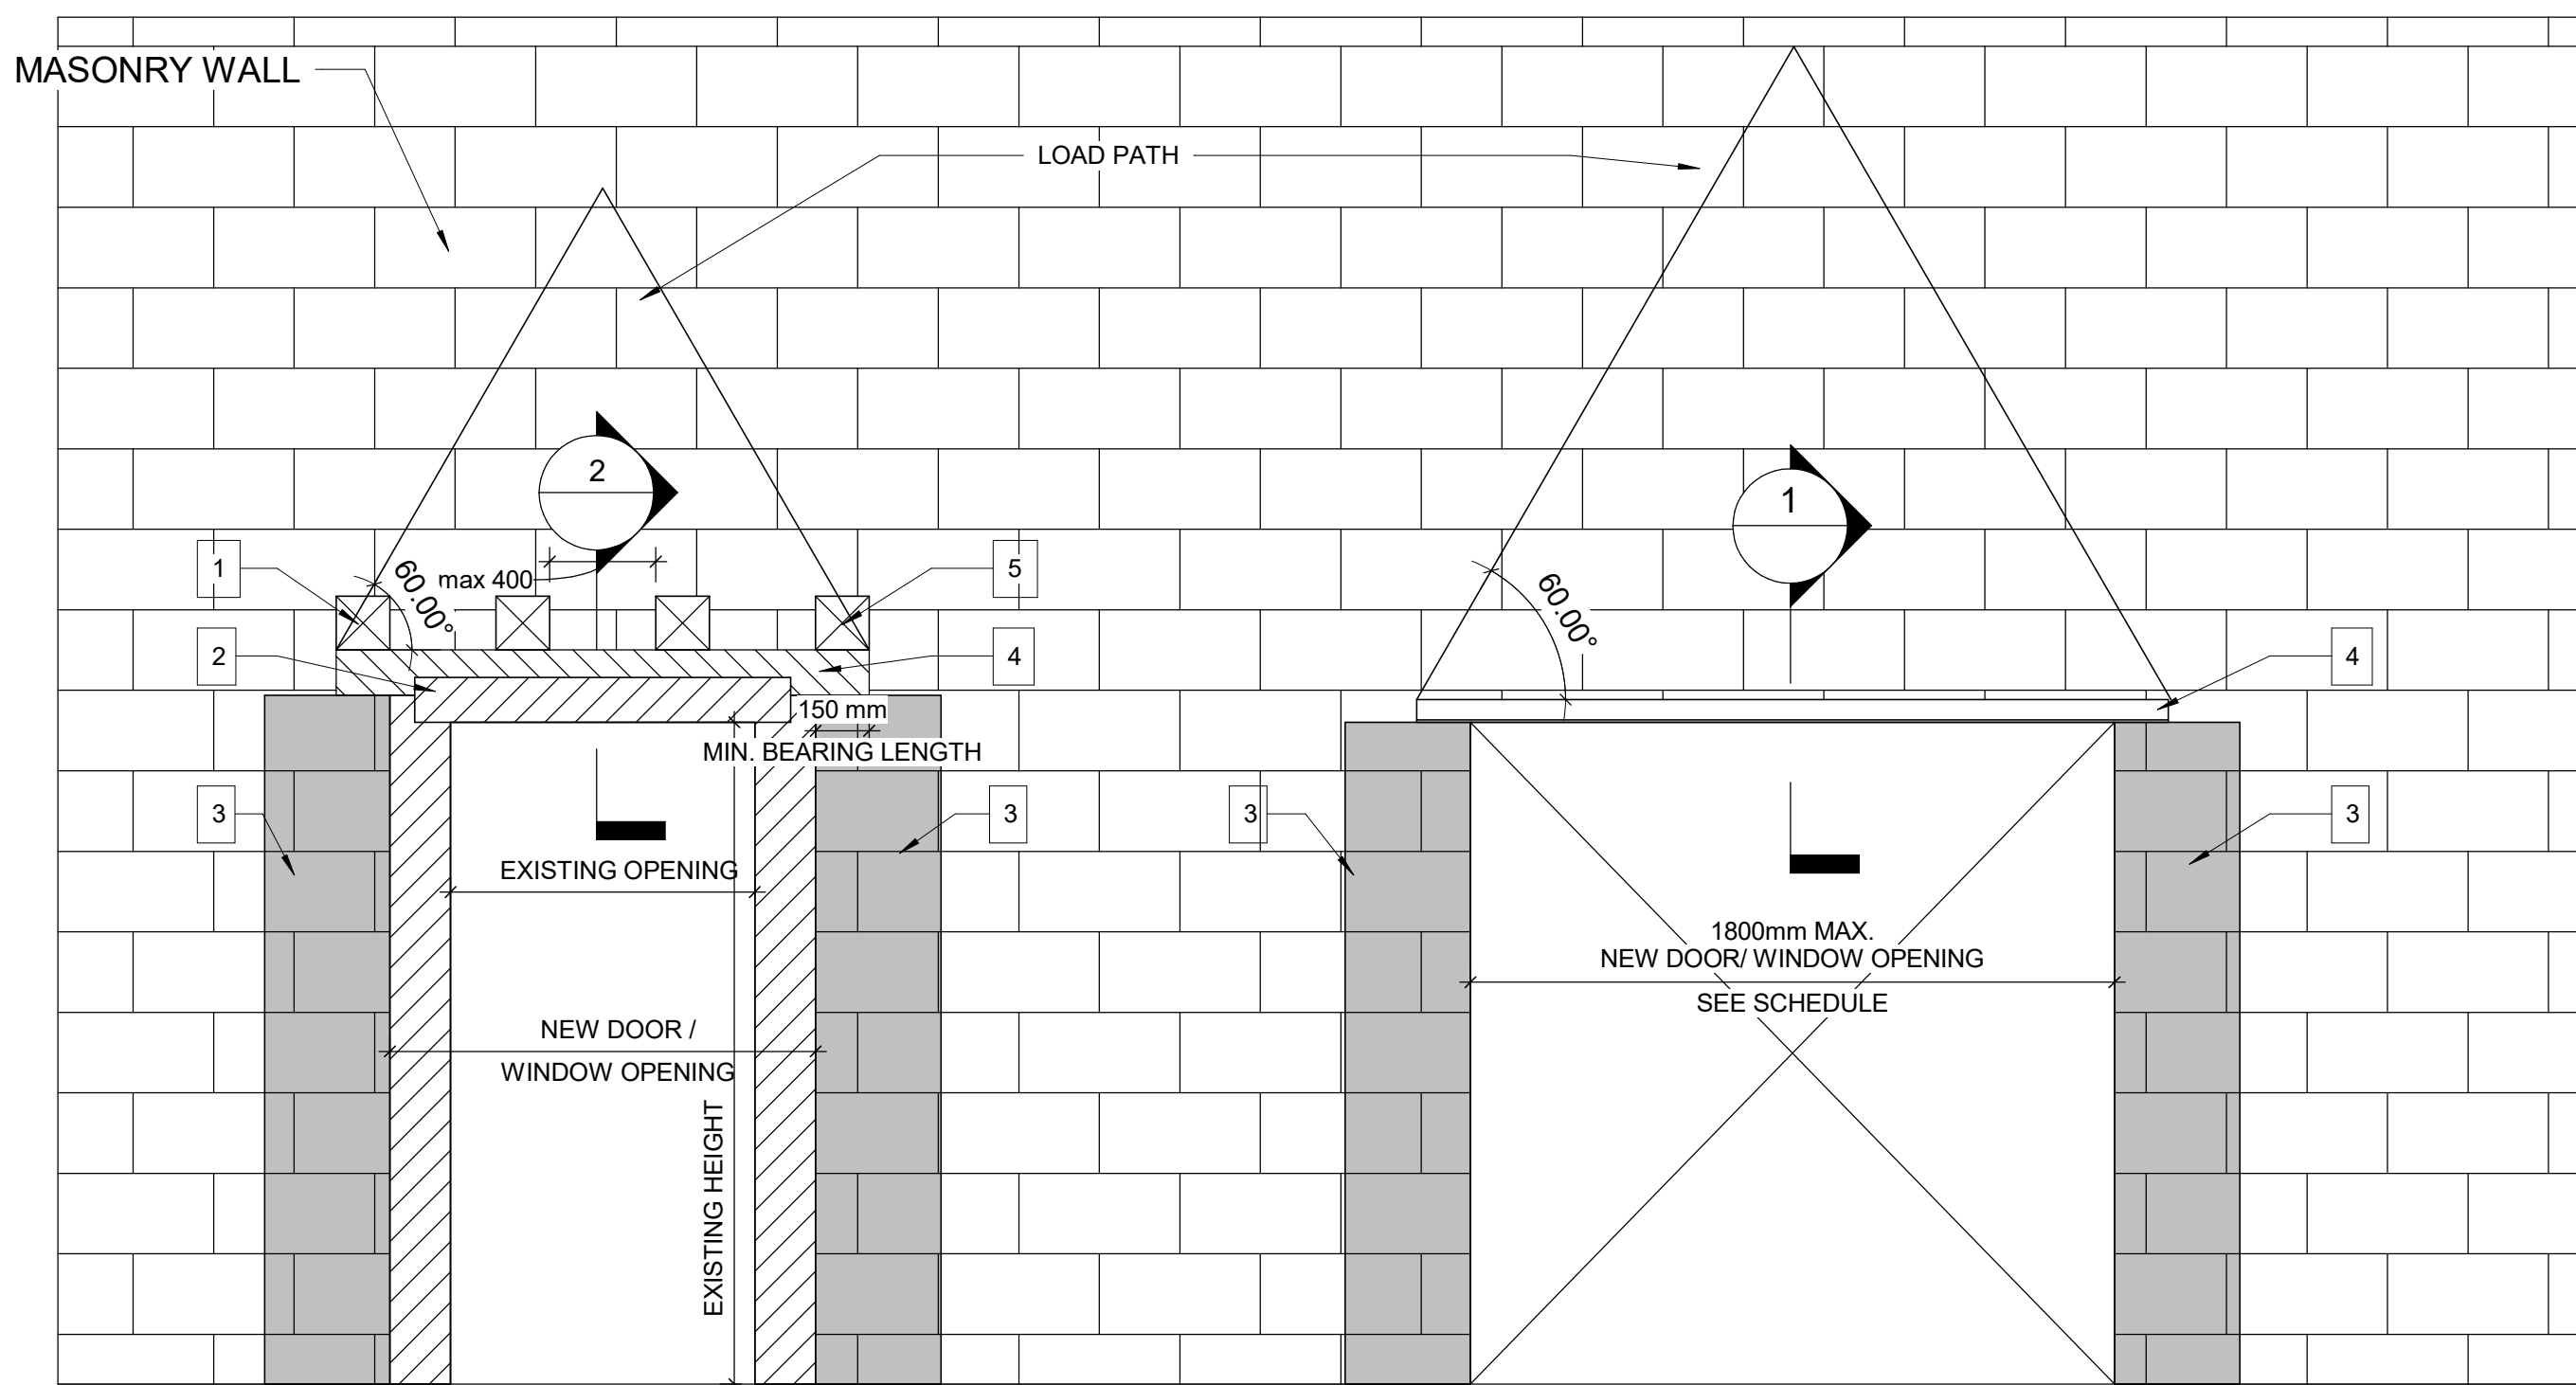 MASONRY WALL
LOAD PATH
2
1
1
60.00°
max 400
5
60.00°
2
4
4
150 mm
MIN. BEARING LENGTH
3
3
3
3
EXISTING OPENING
1800mm MAX.
NEW DOOR/ WINDOW OPENING
SEE SCHEDULE
NEW DOOR /
WINDOW OPENING
EXISTING HEIGHT